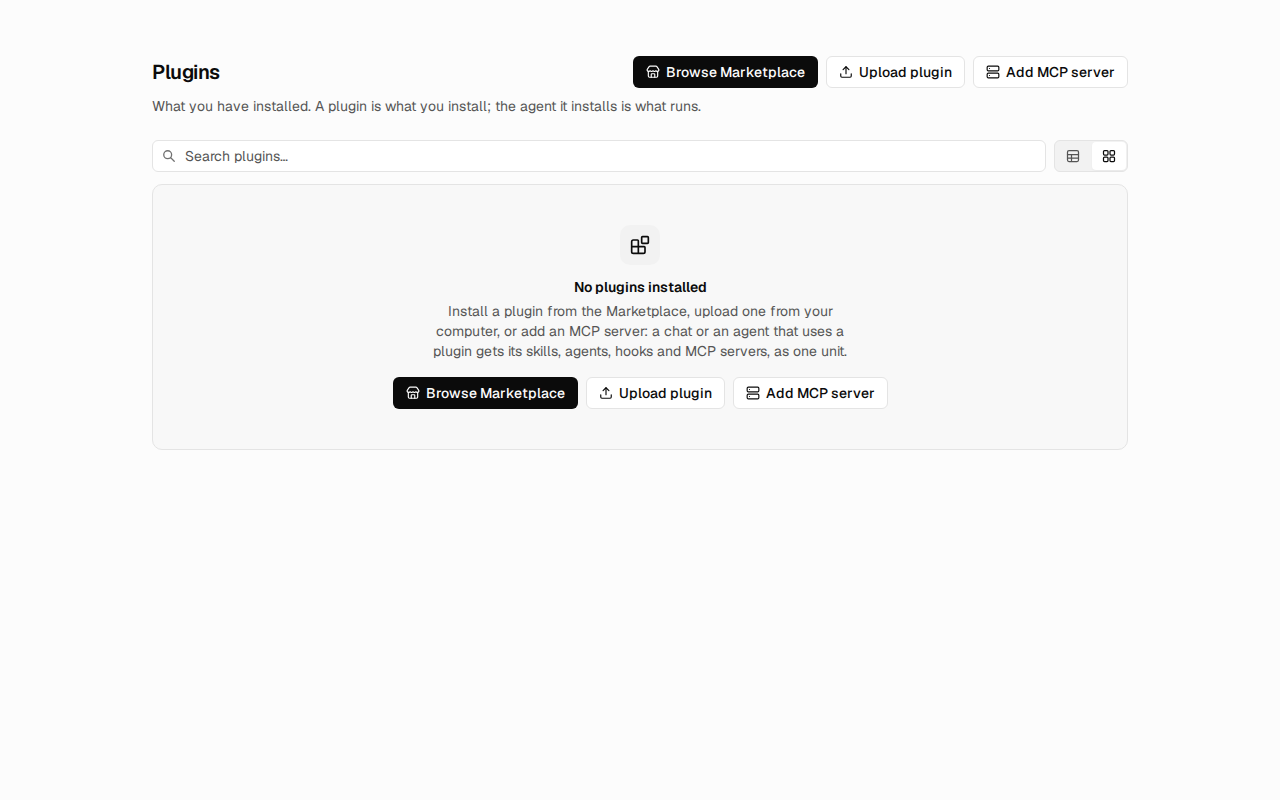 Plugins
Browse Marketplace
Upload plugin
Add MCP server
What you have installed. A plugin is what you install; the agent it installs is what runs.
Search plugins...
No plugins installed
Install a plugin from the Marketplace, upload one from your
computer, or add an MCP server: a chat or an agent that uses a
plugin gets its skills, agents, hooks and MCP servers, as one unit.
Browse Marketplace
Upload plugin
Add MCP server